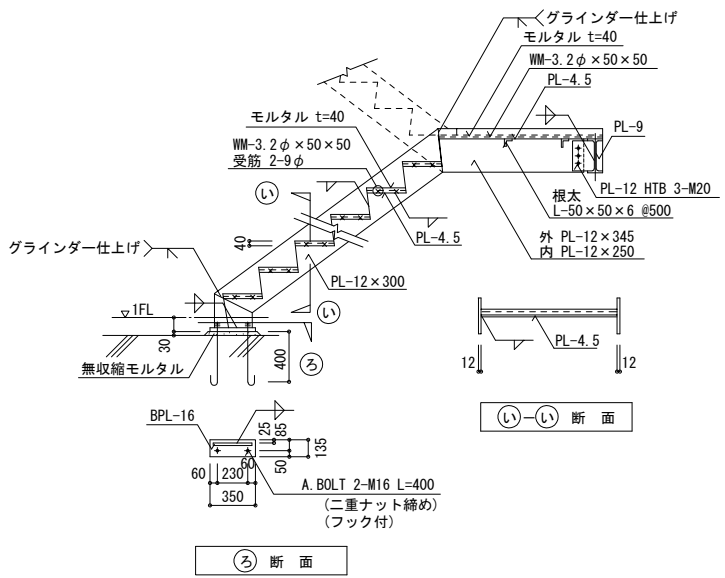 グラインダー仕上げ
モルタル t=40
WM-3.2φ×50×50
PL-4.5
PL-9
モルタル t=40
WM-3.2φ×50×50
受筋 2-9φ
い
PL-12 HTB 3-M20
根太
L-50×50×6 @500
PL-4.5
外 PL-12×345
内 PL-12×250
グラインダー仕上げ
40
PL-12×300
い
1FL
30
400
ろ
無収縮モルタル
PL-4.5
12
12
い-い 断 面
BPL-16
25
85
135
50
60
230
60
350
A.BOLT 2-M16 L=400
(二重ナット締め)
(フック付)
ろ 断 面